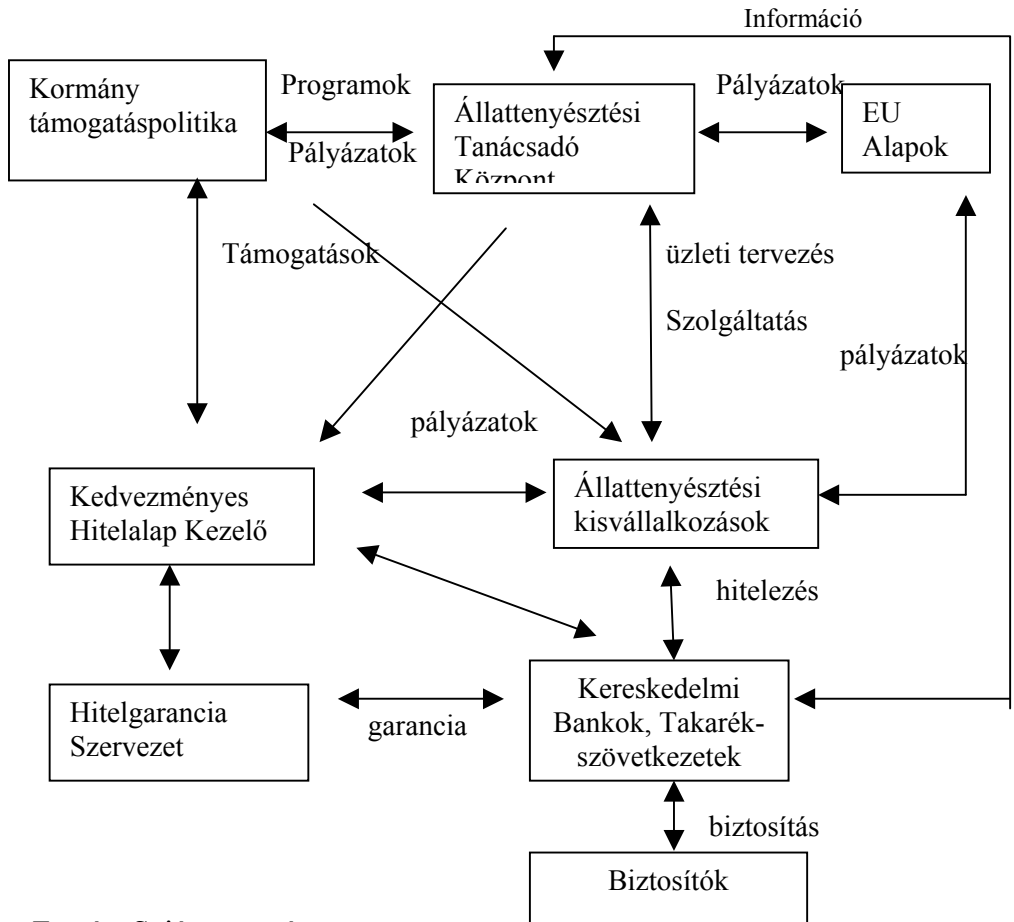 Információ
Kormány
támogatáspolitika
Programok
Pályázatok
Állattenyésztési
Tanácsadó
Központ
Pályázatok
EU
Alapok
Támogatások
üzleti tervezés
Szolgáltatás
pályázatok
pályázatok
Kedvezményes
Hitelalap Kezelő
Állattenyésztési
kisvállalkozások
hitelezés
Hitelgarancia
Szervezet
garancia
Kereskedelmi
Bankok, Takarék-
szövetkezetek
biztosítás
Biztosítók